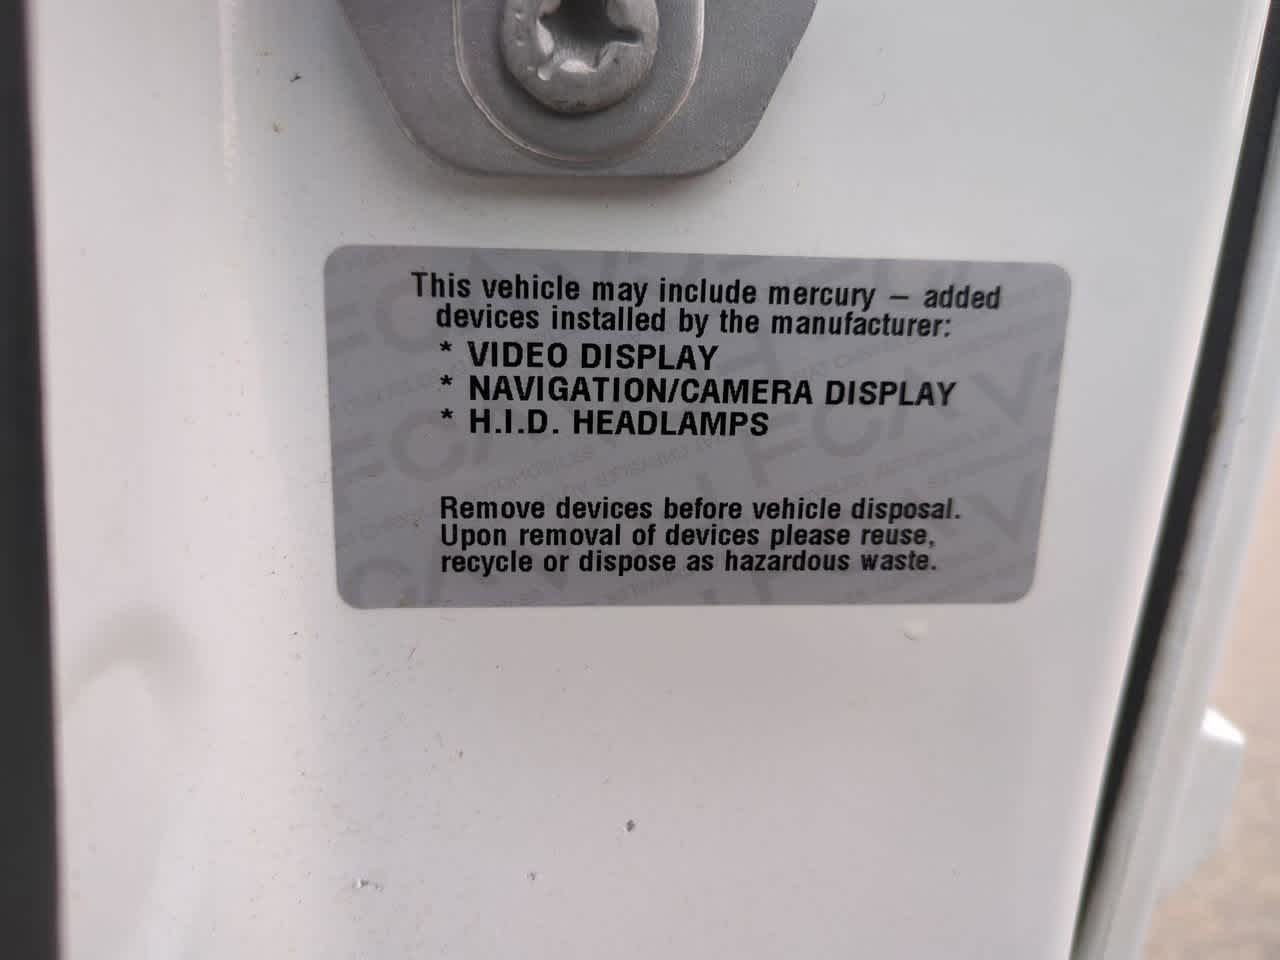 This vehicle may include mercury – added
devices installed by the manufacturer:
* VIDEO DISPLAY
* NAVIGATION/CAMERA DISPLAY
* H.I.D. HEADLAMPS
Remove devices before vehicle disposal.
Upon removal of devices please reuse,
recycle or dispose as hazardous waste.